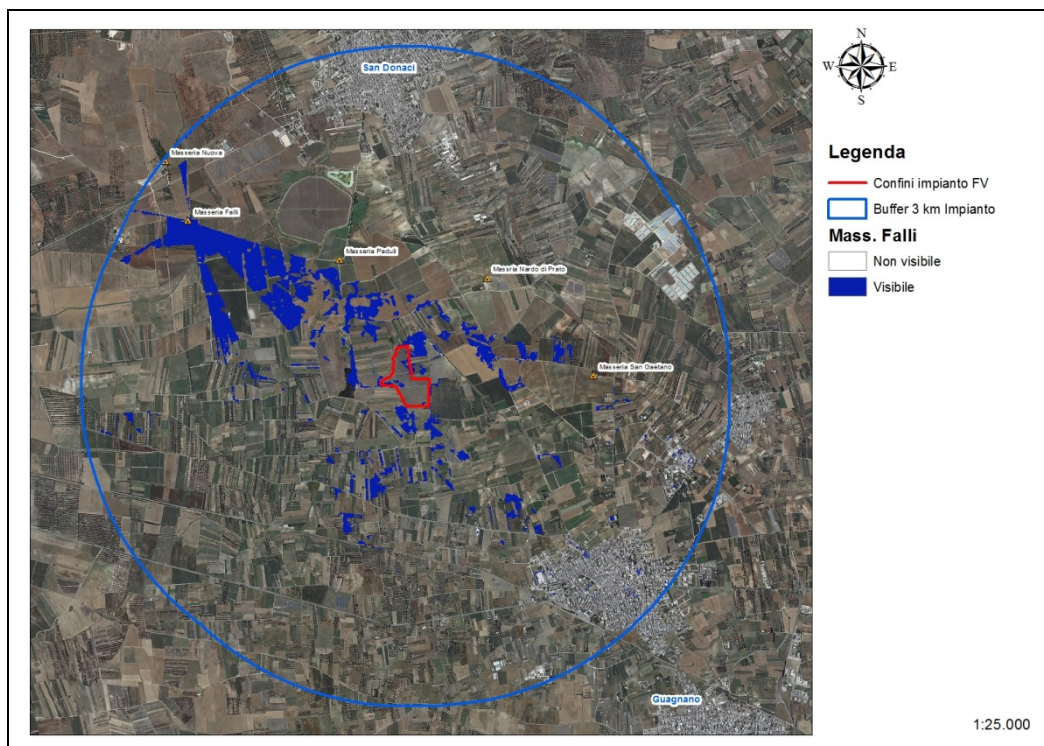 San Donaci
Masseria Nuova
Masseria Falli
Masseria Paduli
Massria Nardo di Prato
Masseria San Gaetano
Guagnano
N
W
E
S
Legenda
Confini impianto FV
Buffer 3 km Impianto
Mass. Falli
Non visibile
Visibile
1:25.000